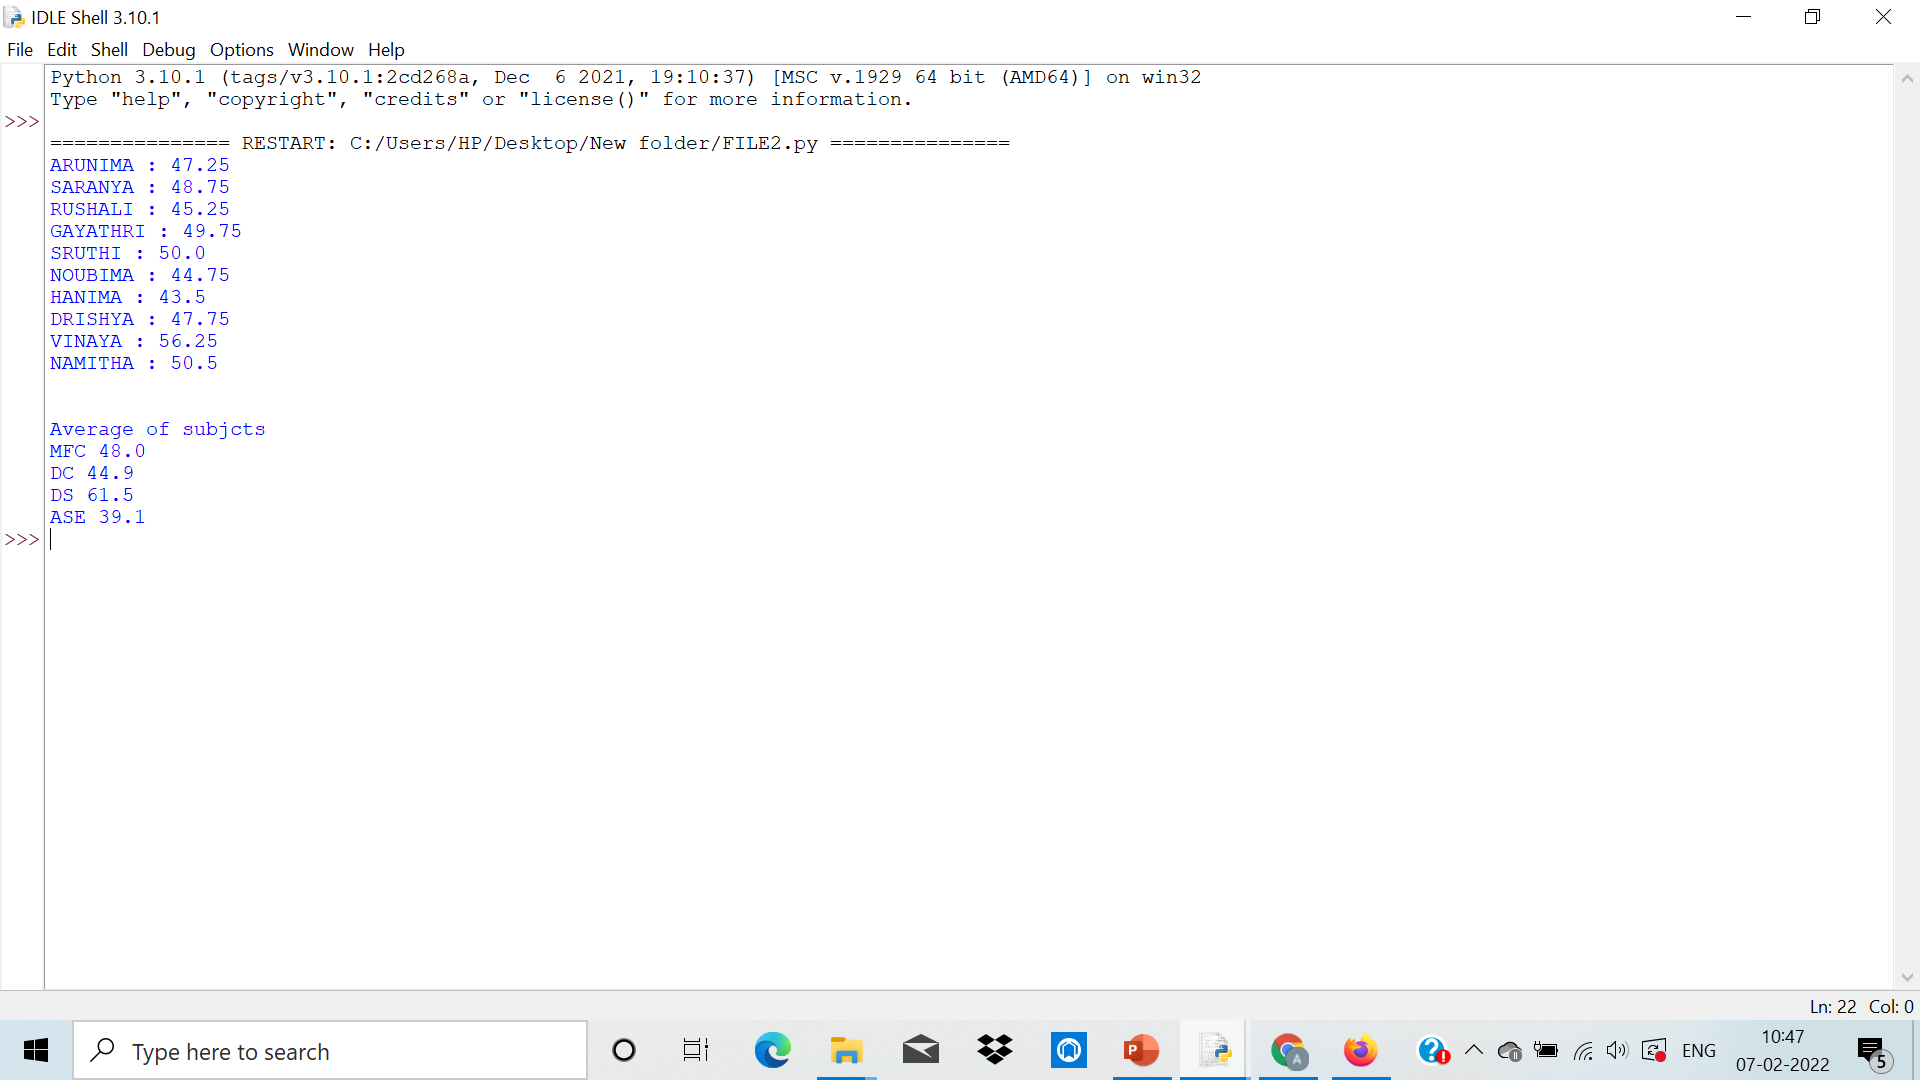 IDLE Shell 3.10.1
File Edit Shell Debug Options Window Help
Python 3.10.1 (tags/v3.10.1:2cd268a, Dec  6 2021, 19:10:37) [MSC v.1929 64 bit (AMD64)] on win32
Type "help", "copyright", "credits" or "license()" for more information.
>>>
=============== RESTART: C:/Users/HP/Desktop/New folder/FILE2.py ===============
ARUNIMA : 47.25
SARANYA : 48.75
RUSHALI : 45.25
GAYATHRI : 49.75
SRUTHI : 50.0
NOUBIMA : 44.75
HANIMA : 43.5
DRISHYA : 47.75
VINAYA : 56.25
NAMITHA : 50.5
Average of subjcts
MFC 48.0
DC 44.9
DS 61.5
ASE 39.1
>>>
Ln: 22 Col: 0
Type here to search
P
A
ENG
10:47
07-02-2022
5